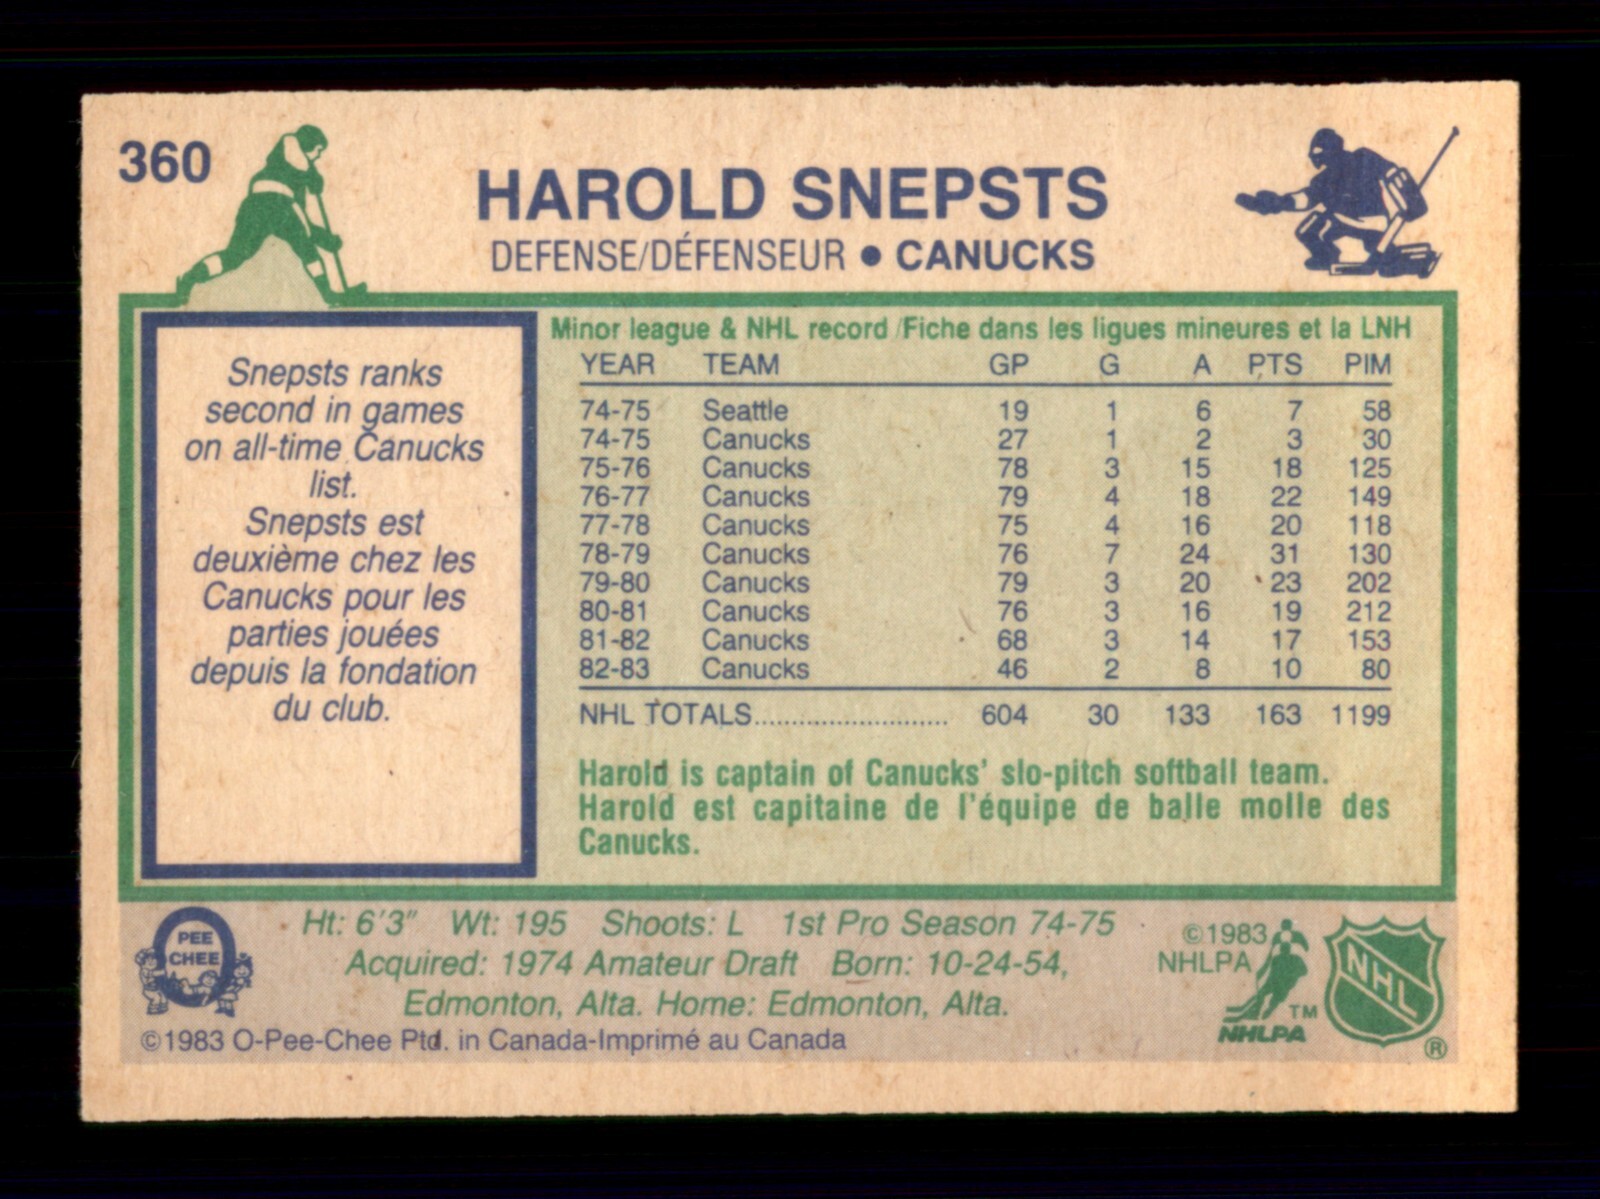 360
HAROLD SNEPSTS
DEFENSE/DÉFENSEUR • CANUCKS
Snepsts ranks
second in games
on all-time Canucks
list.
Snepsts est
deuxième chez les
Canucks pour les
parties jouées
depuis la fondation
du club.
Minor league & NHL record/Fiche dans les ligues mineures et la LNH
YEAR TEAM GP G A PTS PIM
74-75 Seattle 19 1 6 7 58
74-75 Canucks 27 1 2 3 30
75-76 Canucks 78 3 15 18 125
76-77 Canucks 79 4 18 22 149
77-78 Canucks 75 4 16 20 118
78-79 Canucks 76 7 24 31 130
79-80 Canucks 79 3 20 23 202
80-81 Canucks 76 3 16 19 212
81-82 Canucks 68 3 14 17 153
82-83 Canucks 46 2 8 10 80
NHL TOTALS.......................... 604 30 133 163 1199
Harold is captain of Canucks' slo-pitch softball team.
Harold est capitaine de l'équipe de balle molle des
Canucks.
O
PEE
CHEE
Ht: 6'3" Wt: 195 Shoots: L 1st Pro Season 74-75
Acquired: 1974 Amateur Draft Born: 10-24-54,
Edmonton, Alta. Home: Edmonton, Alta.
©1983 O-Pee-Chee Ptd. in Canada-Imprimé au Canada
©1983
NHLPA
TM
NHLPA
NHL
®